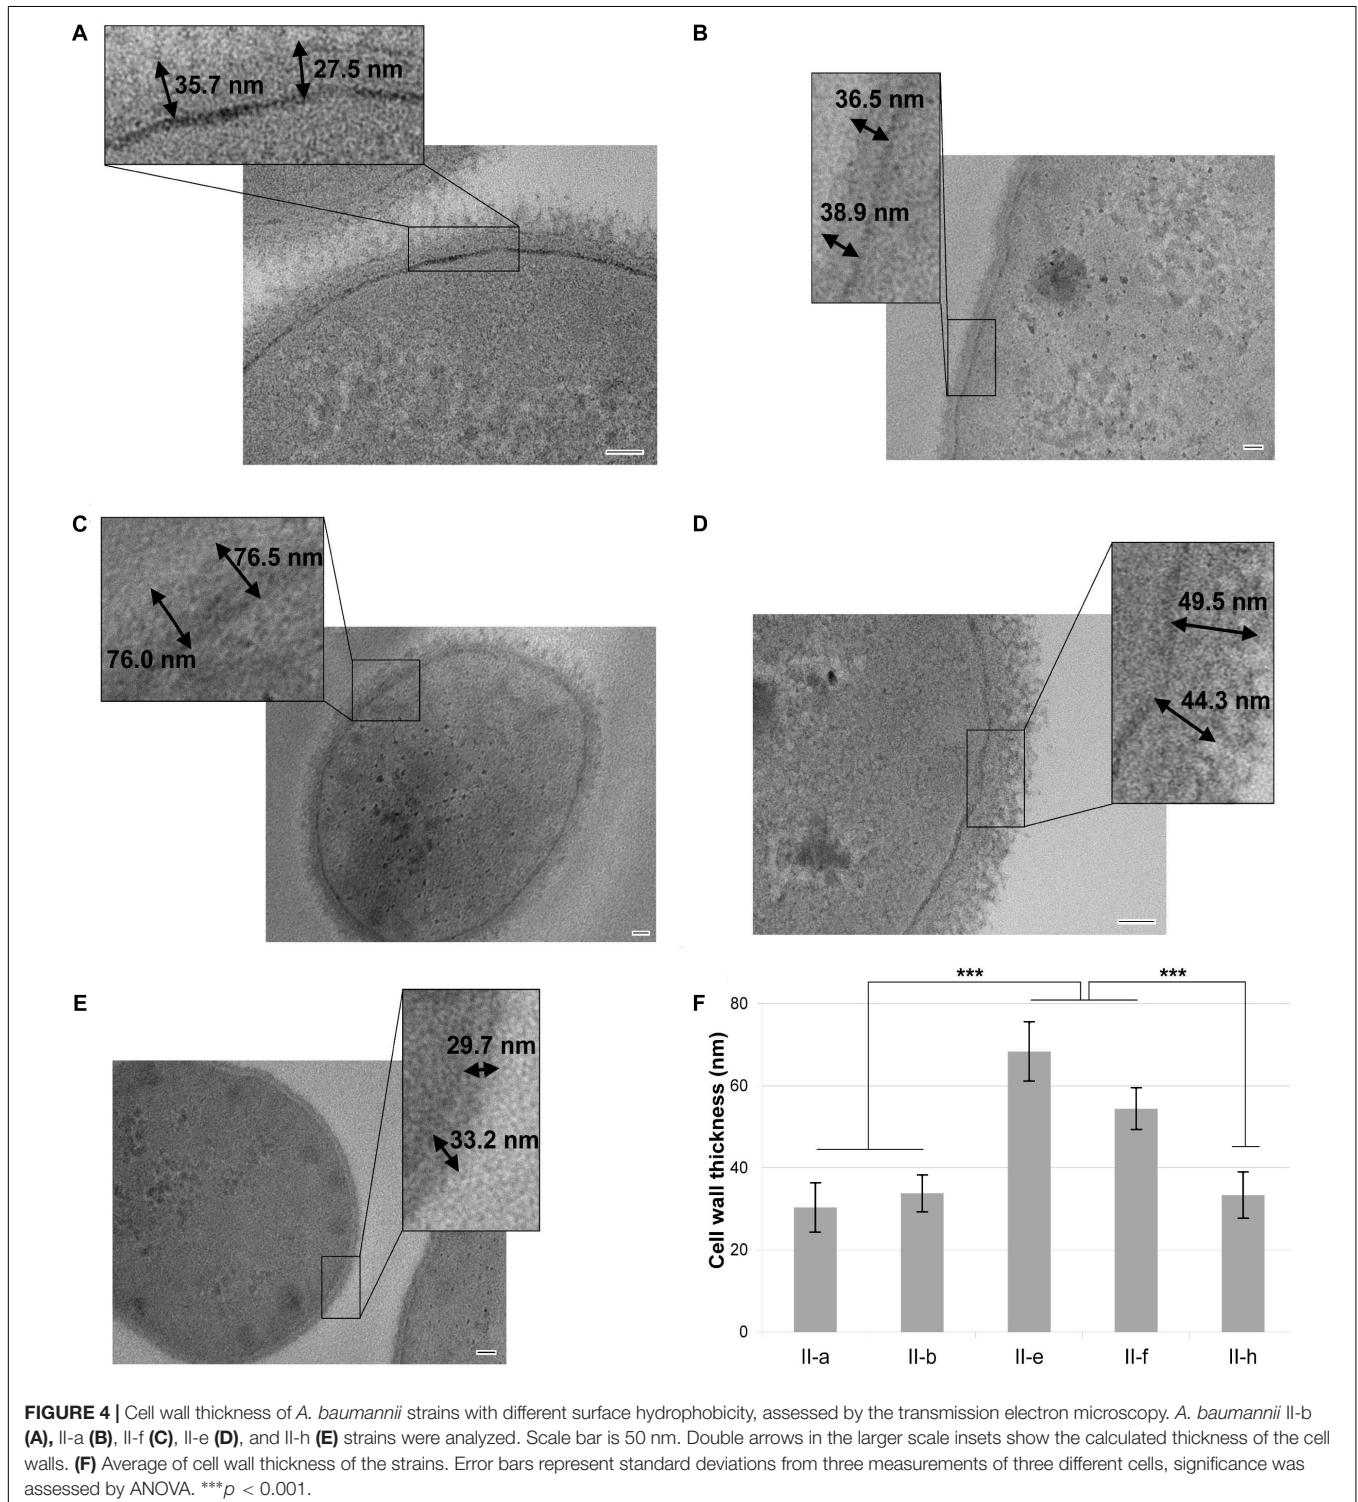 A
35.7 nm
27.5 nm
B
36.5 nm
38.9 nm
C
76.5 nm
76.0 nm
D
49.5 nm
44.3 nm
E
29.7 nm
33.2 nm
F
*** ***
Cell wall thickness (nm)
80
60
40
20
0
II-a II-b II-e II-f II-h
FIGURE 4 | Cell wall thickness of A. baumannii strains with different surface hydrophobicity, assessed by the transmission electron microscopy. A. baumannii II-b
(A), II-a (B), II-f (C), II-e (D), and II-h (E) strains were analyzed. Scale bar is 50 nm. Double arrows in the larger scale insets show the calculated thickness of the cell
walls. (F) Average of cell wall thickness of the strains. Error bars represent standard deviations from three measurements of three different cells, significance was
assessed by ANOVA. ***p < 0.001.